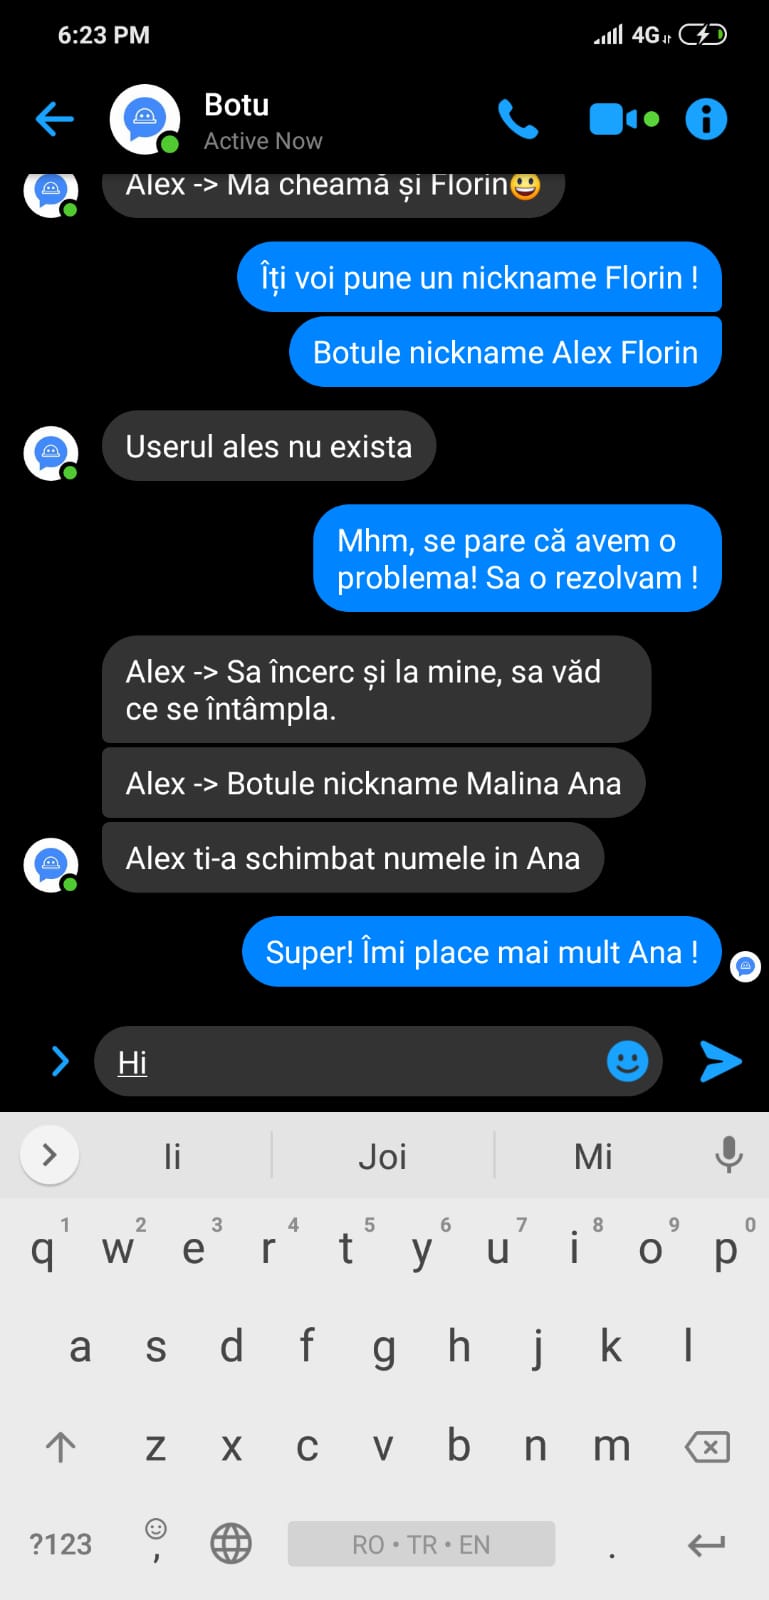 6:23 PM
4G
Botu
Active Now
Alex -> Ma cheamă și Florin😃
Îți voi pune un nickname Florin !
Botule nickname Alex Florin
Userul ales nu exista
Mhm, se pare că avem o
problema! Sa o rezolvam !
Alex -> Sa încerc și la mine, sa văd
ce se întâmpla.
Alex -> Botule nickname Malina Ana
Alex ti-a schimbat numele in Ana
Super! Îmi place mai mult Ana !
Hi
Ii Joi Mi
1 2 3 4 5 6 7 8 9 0
q w e r t y u i o p
a s d f g h j k l
z x c v b n m
?123 , RO • TR • EN .